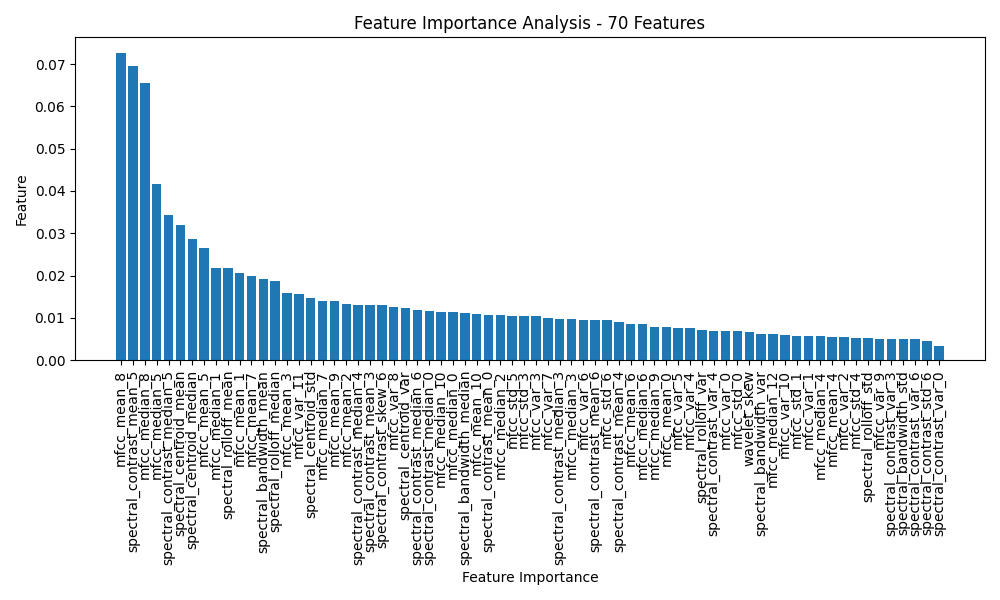 Feature Importance Analysis - 70 Features
Feature
0.07
0.06
0.05
0.04
0.03
0.02
0.01
0.00
mfcc_mean_8
spectral_contrast_mean_5
mfcc_median_8
mfcc_median_5
spectral_contrast_median_5
spectral_centroid_mean
spectral_centroid_median
mfcc_mean_5
mfcc_median_1
spectral_rolloff_mean
mfcc_mean_1
mfcc_mean_7
spectral_bandwidth_mean
spectral_rolloff_median
mfcc_mean_3
mfcc_var_11
spectral_centroid_std
mfcc_median_7
mfcc_mean_9
mfcc_mean_2
spectral_contrast_median_4
spectral_contrast_mean_3
spectral_contrast_skew_6
mfcc_var_8
spectral_centroid_var
spectral_contrast_median_6
spectral_contrast_median_0
mfcc_median_10
mfcc_median_0
spectral_bandwidth_median
mfcc_mean_10
spectral_contrast_mean_0
mfcc_median_2
mfcc_std_5
mfcc_std_3
mfcc_var_3
mfcc_var_7
spectral_contrast_median_3
mfcc_median_3
mfcc_var_6
spectral_contrast_mean_6
mfcc_std_6
spectral_contrast_mean_4
mfcc_mean_6
mfcc_median_6
mfcc_median_9
mfcc_mean_0
mfcc_var_5
mfcc_var_4
spectral_rolloff_var
spectral_contrast_var_4
mfcc_var_0
mfcc_std_0
wavelet_skew
spectral_bandwidth_var
mfcc_median_12
mfcc_var_10
mfcc_std_1
mfcc_var_1
mfcc_median_4
mfcc_mean_4
mfcc_var_2
mfcc_std_4
spectral_rolloff_std
mfcc_var_9
spectral_contrast_var_3
spectral_bandwidth_std
spectral_contrast_var_6
spectral_contrast_std_6
spectral_contrast_var_0
Feature Importance